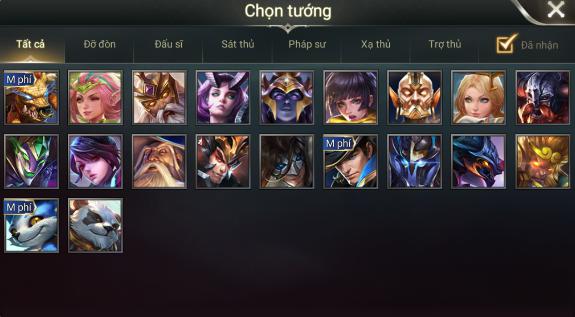 Chọn tướng
Tất cả Đỡ đòn Đấu sĩ Sát thủ Pháp sư Xạ thủ Trợ thủ Đã nhận
M phí
M phí
M phí